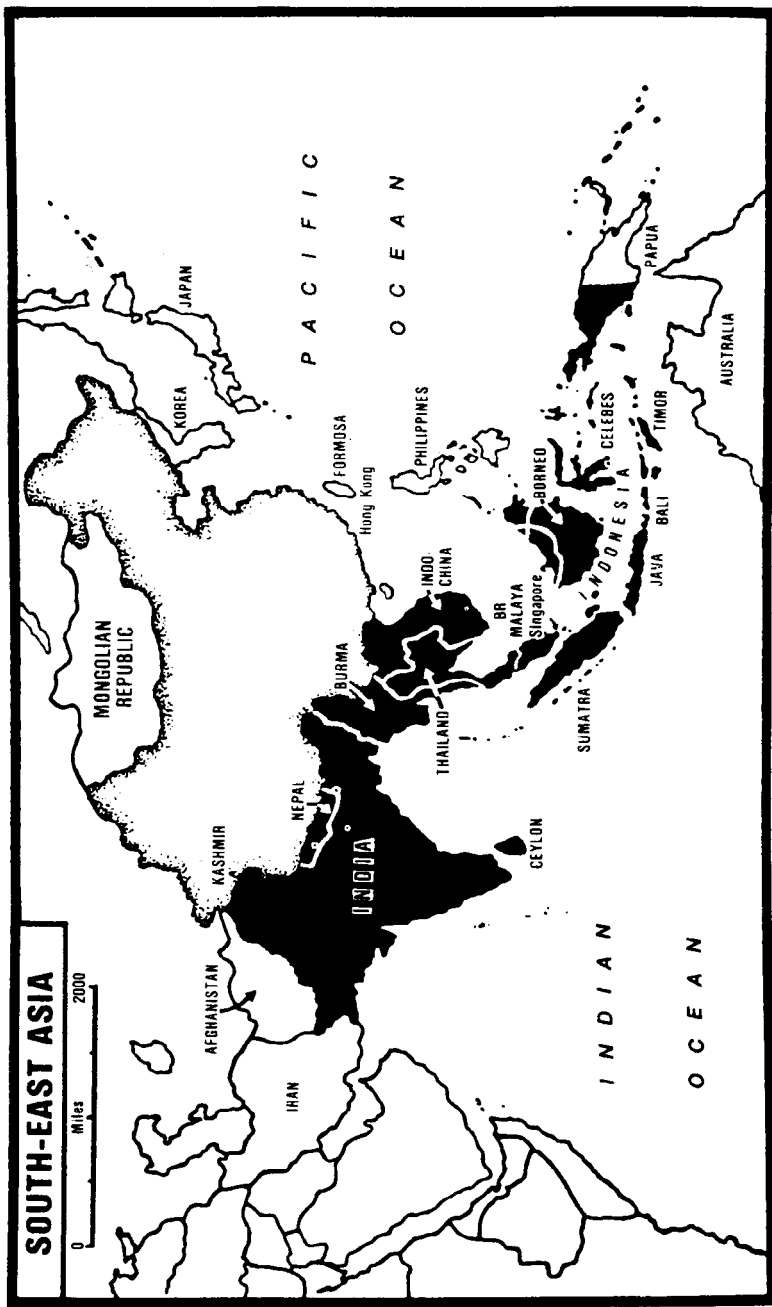 SOUTH-EAST ASIA
0 Miles 2000
MONGOLIAN
REPUBLIC
KOREA
JAPAN
PACIFIC
OCEAN
KASHMIR
AFGHANISTAN
IRAN
NEPAL
INDIA
BURMA
FORMOSA
Hong Kung
PHILIPPINES
INDO
CHINA
THAILAND
BR
MALAYA
Singapore
CEYLON
BORNEO
CELEBES
INDONESIA
SUMATRA
JAVA
BALI
TIMOR
PAPUA
AUSTRALIA
INDIAN
OCEAN